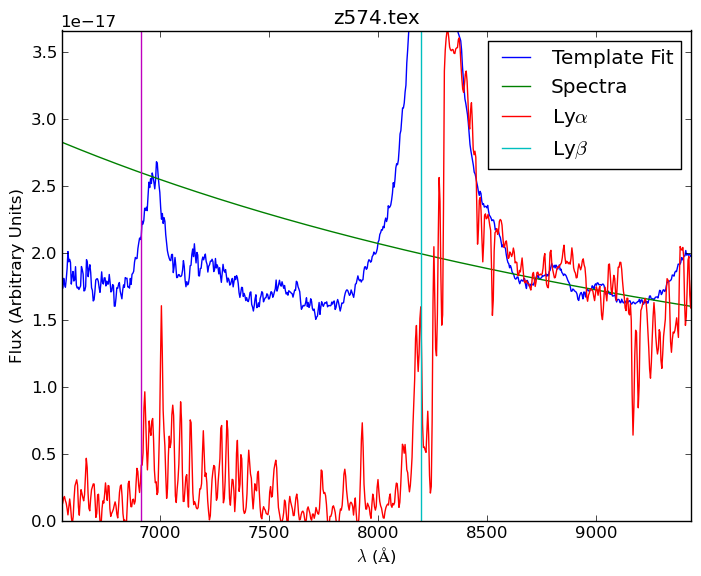 z574.tex
1e−17
Template Fit
Spectra
Lyα
Lyβ
Flux (Arbitrary Units)
3.5
3.0
2.5
2.0
1.5
1.0
0.5
0.0
7000 7500 8000 8500 9000
λ (Å)